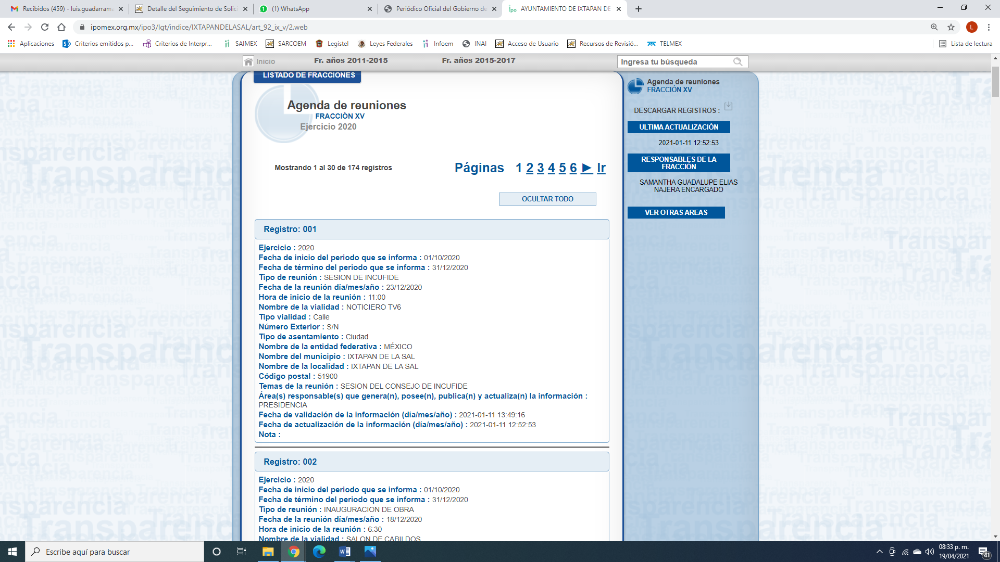 Recibidos (459) - luis.guadarrama
Detalle del Seguimiento de Solici
(1) WhatsApp
Periódico Oficial del Gobierno de
AYUNTAMIENTO DE IXTAPAN DE
ipomex.org.mx/ipo3/lgt/indice/IXTAPANDELASAL/art_92_ix_v/2.web
L
Aplicaciones
Criterios emitidos p...
Criterios de Interpr...
SAIMEX
SARCOEM
Legistel
Leyes Federales
Infoem
INAI
Acceso de Usuario
Recursos de Revisió...
TELMEX
Lista de lectura
Inicio
Fr. años 2011-2015
Fr. años 2015-2017
Ingresa tu búsqueda
LISTADO DE FRACCIONES
Agenda de reuniones
FRACCIÓN XV
Ejercicio 2020
Mostrando 1 al 30 de 174 registros
Páginas 1 2 3 4 5 6 ► Ir
OCULTAR TODO
Registro: 001
Ejercicio : 2020
Fecha de inicio del periodo que se informa : 01/10/2020
Fecha de término del periodo que se informa : 31/12/2020
Tipo de reunión : SESION DE INCUFIDE
Fecha de la reunión día/mes/año : 23/12/2020
Hora de inicio de la reunión : 11:00
Nombre de la vialidad : NOTICIERO TV6
Tipo vialidad : Calle
Número Exterior : S/N
Tipo de asentamiento : Ciudad
Nombre de la entidad federativa : MÉXICO
Nombre del municipio : IXTAPAN DE LA SAL
Nombre de la localidad : IXTAPAN DE LA SAL
Código postal : 51900
Temas de la reunión : SESION DEL CONSEJO DE INCUFIDE
Área(s) responsable(s) que genera(n), posee(n), publica(n) y actualiza(n) la información :
PRESIDENCIA
Fecha de validación de la información (día/mes/año) : 2021-01-11 13:49:16
Fecha de actualización de la información (día/mes/año) : 2021-01-11 12:52:53
Nota :
Registro: 002
Ejercicio : 2020
Fecha de inicio del periodo que se informa : 01/10/2020
Fecha de término del periodo que se informa : 31/12/2020
Tipo de reunión : INAUGURACION DE OBRA
Fecha de la reunión día/mes/año : 18/12/2020
Hora de inicio de la reunión : 6:30
Nombre de la vialidad : SALON DE CABILDOS
Agenda de reuniones
FRACCIÓN XV
DESCARGAR REGISTROS :
ULTIMA ACTUALIZACIÓN
2021-01-11 12:52:53
RESPONSABLES DE LA
FRACCIÓN
SAMANTHA GUADALUPE ELIAS
NAJERA ENCARGADO
VER OTRAS AREAS
Escribe aquí para buscar
08:33 p. m.
19/04/2021
41